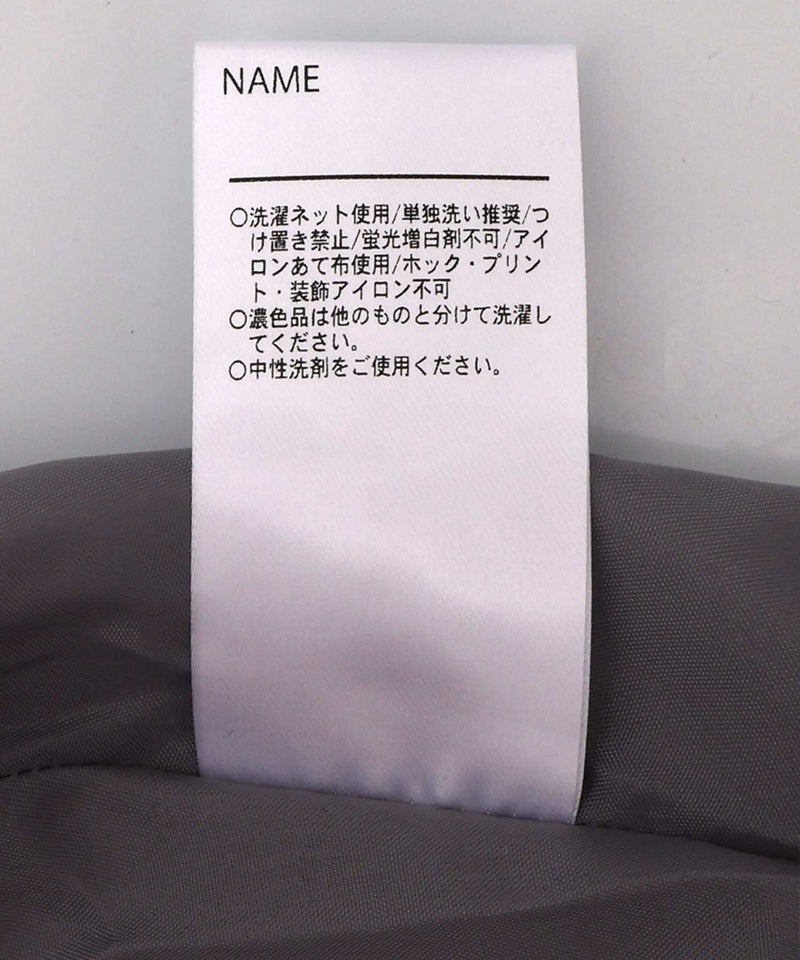 NAME
○洗濯ネット使用/単独洗い推奨/つ
け置き禁止/蛍光増白剤不可/アイ
ロンあて布使用/ホック・プリン
ト・装飾アイロン不可
○濃色品は他のものと分けて洗濯し
てください。
○中性洗剤をご使用ください。